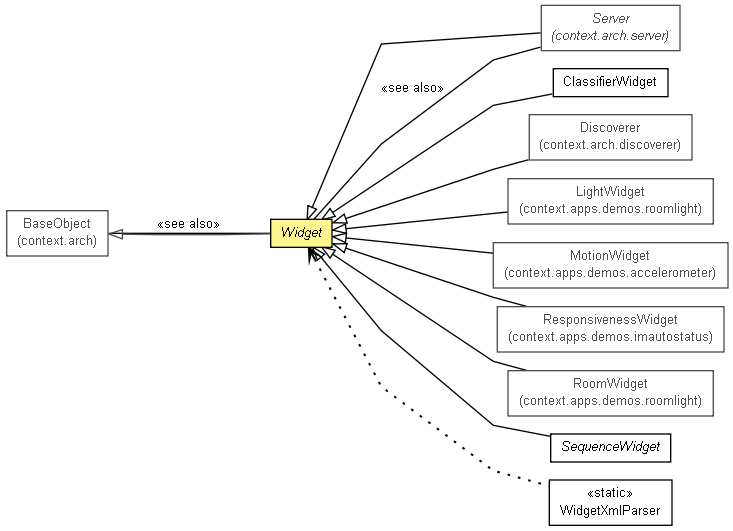 Server
(context.arch.server)
«see also»
ClassifierWidget
Discoverer
(context.arch.discoverer)
LightWidget
(context.apps.demos.roomlight)
BaseObject
(context.arch)
«see also»
Widget
MotionWidget
(context.apps.demos.accelerometer)
ResponsivenessWidget
(context.apps.demos.imautostatus)
RoomWidget
(context.apps.demos.roomlight)
SequenceWidget
«static»
WidgetXmlParser